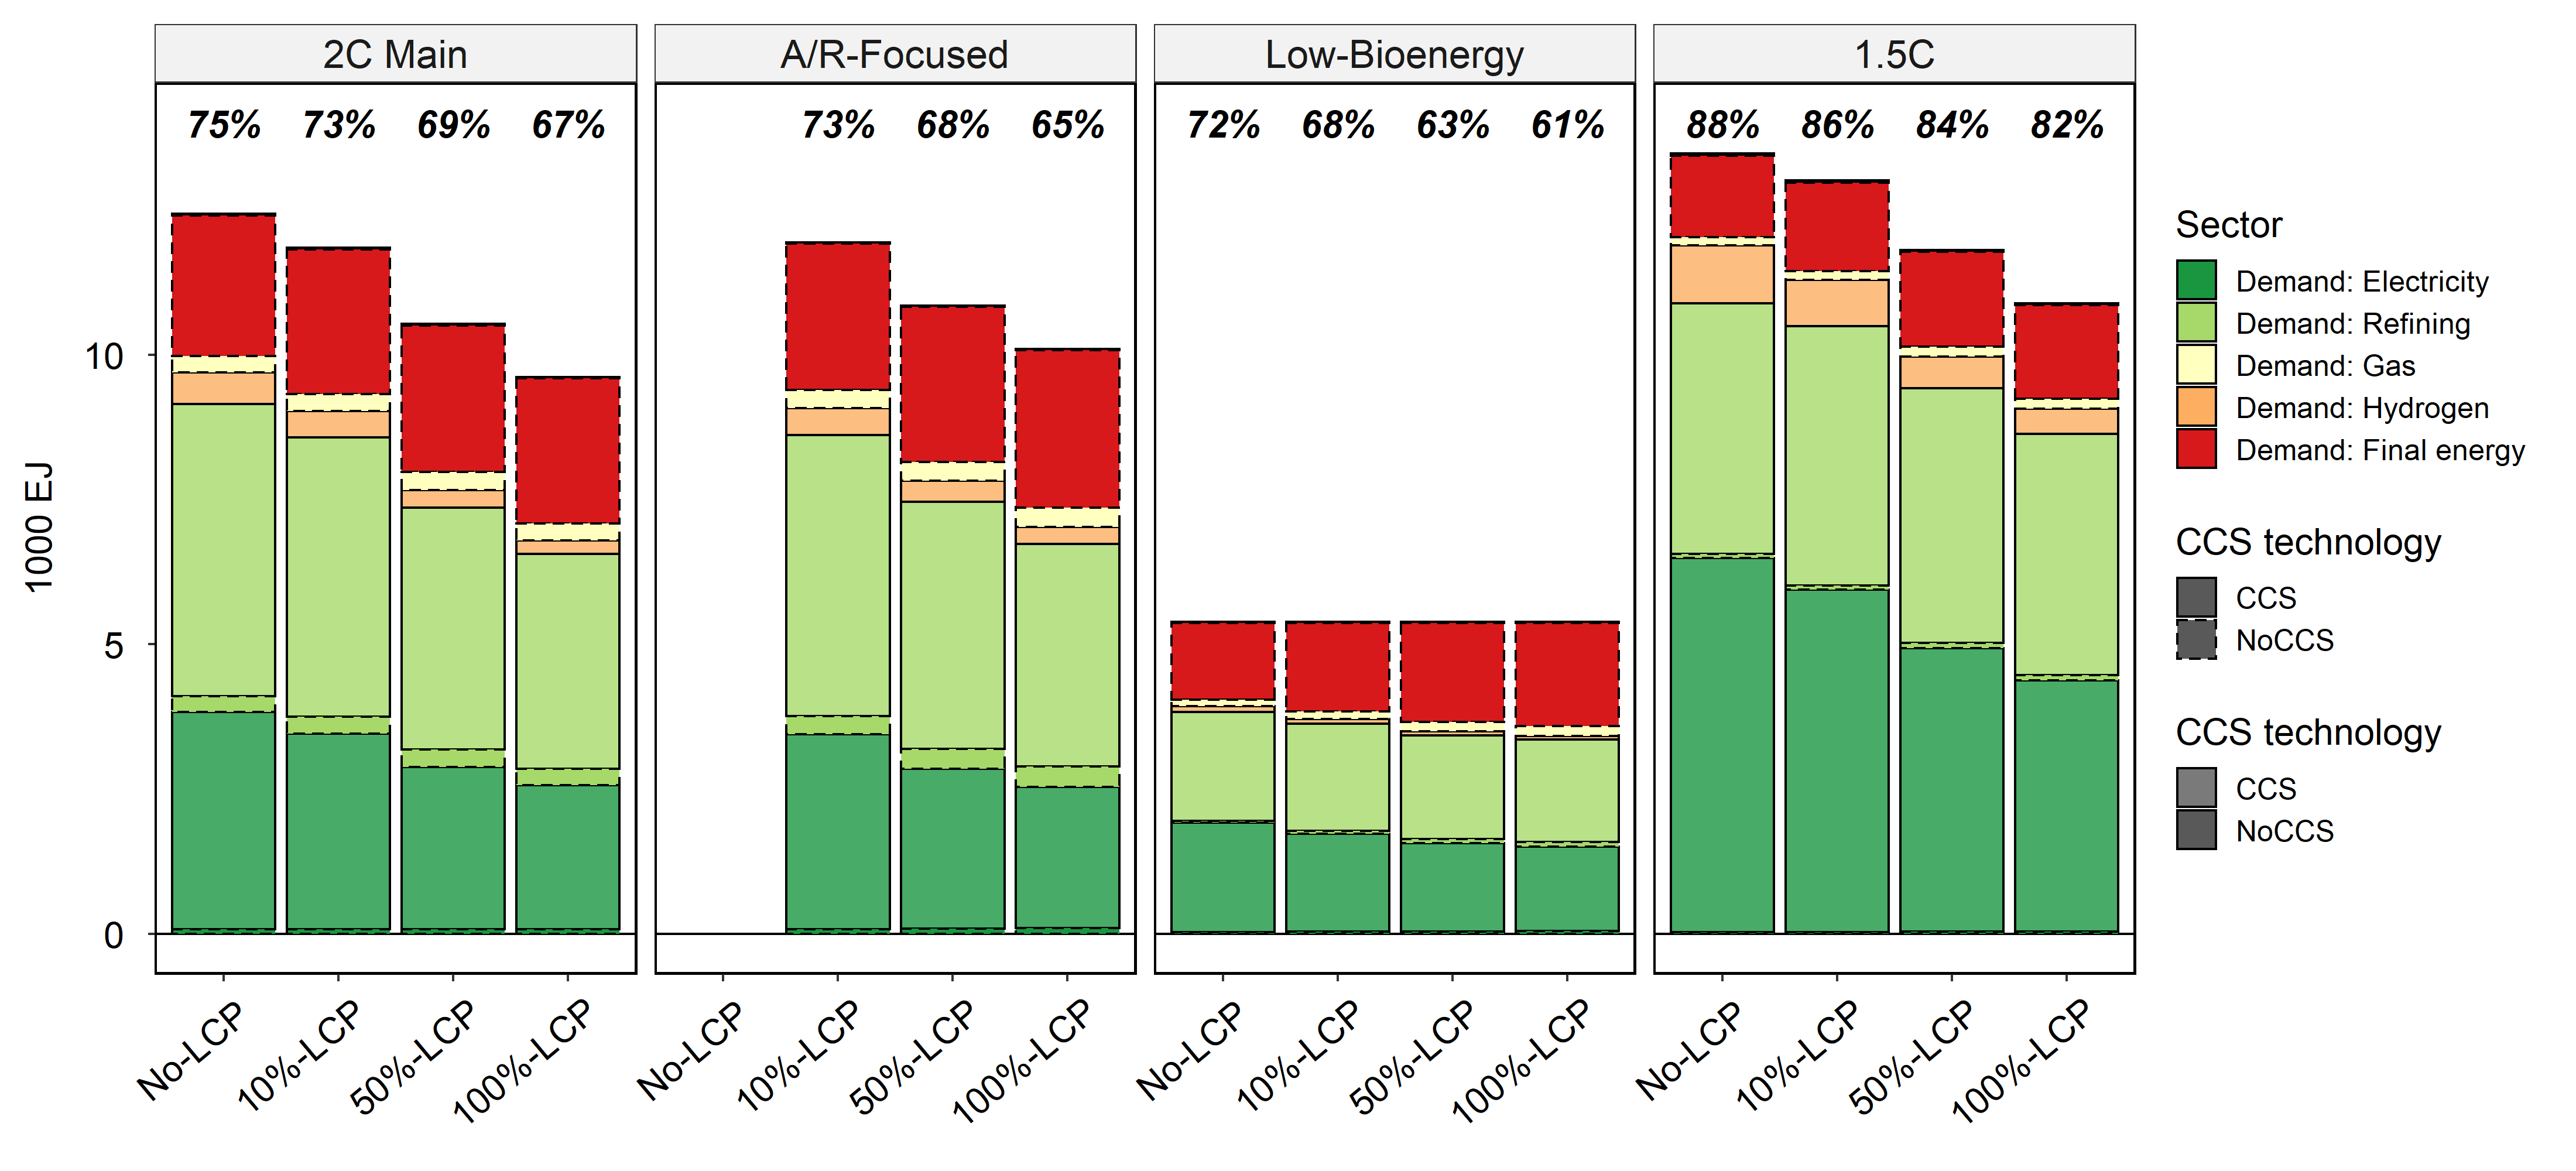 2C Main
A/R-Focused
Low-Bioenergy
1.5C
75% 73% 69% 67%
73% 68% 65%
72% 68% 63% 61%
88% 86% 84% 82%
1000 EJ
10
5
0
No-LCP
10%-LCP
50%-LCP
100%-LCP
No-LCP
10%-LCP
50%-LCP
100%-LCP
No-LCP
10%-LCP
50%-LCP
100%-LCP
No-LCP
10%-LCP
50%-LCP
100%-LCP
Sector
Demand: Electricity
Demand: Refining
Demand: Gas
Demand: Hydrogen
Demand: Final energy
CCS technology
CCS
NoCCS
CCS technology
CCS
NoCCS